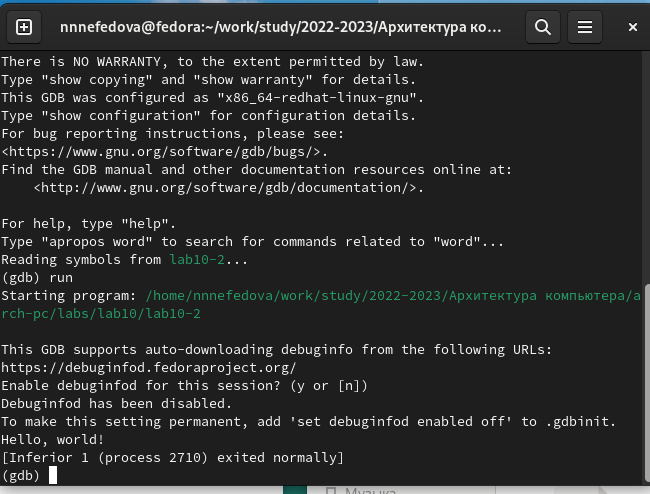 nnnefedova@fedora:~/work/study/2022-2023/Архитектура ко...
There is NO WARRANTY, to the extent permitted by law.
Type "show copying" and "show warranty" for details.
This GDB was configured as "x86_64-redhat-linux-gnu".
Type "show configuration" for configuration details.
For bug reporting instructions, please see:
<https://www.gnu.org/software/gdb/bugs/>.
Find the GDB manual and other documentation resources online at:
    <http://www.gnu.org/software/gdb/documentation/>.
For help, type "help".
Type "apropos word" to search for commands related to "word"...
Reading symbols from lab10-2...
(gdb) run
Starting program: /home/nnnefedova/work/study/2022-2023/Архитектура компьютера/a
rch-pc/labs/lab10/lab10-2
This GDB supports auto-downloading debuginfo from the following URLs:
https://debuginfod.fedoraproject.org/
Enable debuginfod for this session? (y or [n])
Debuginfod has been disabled.
To make this setting permanent, add 'set debuginfod enabled off' to .gdbinit.
Hello, world!
[Inferior 1 (process 2710) exited normally]
(gdb)
Музыка